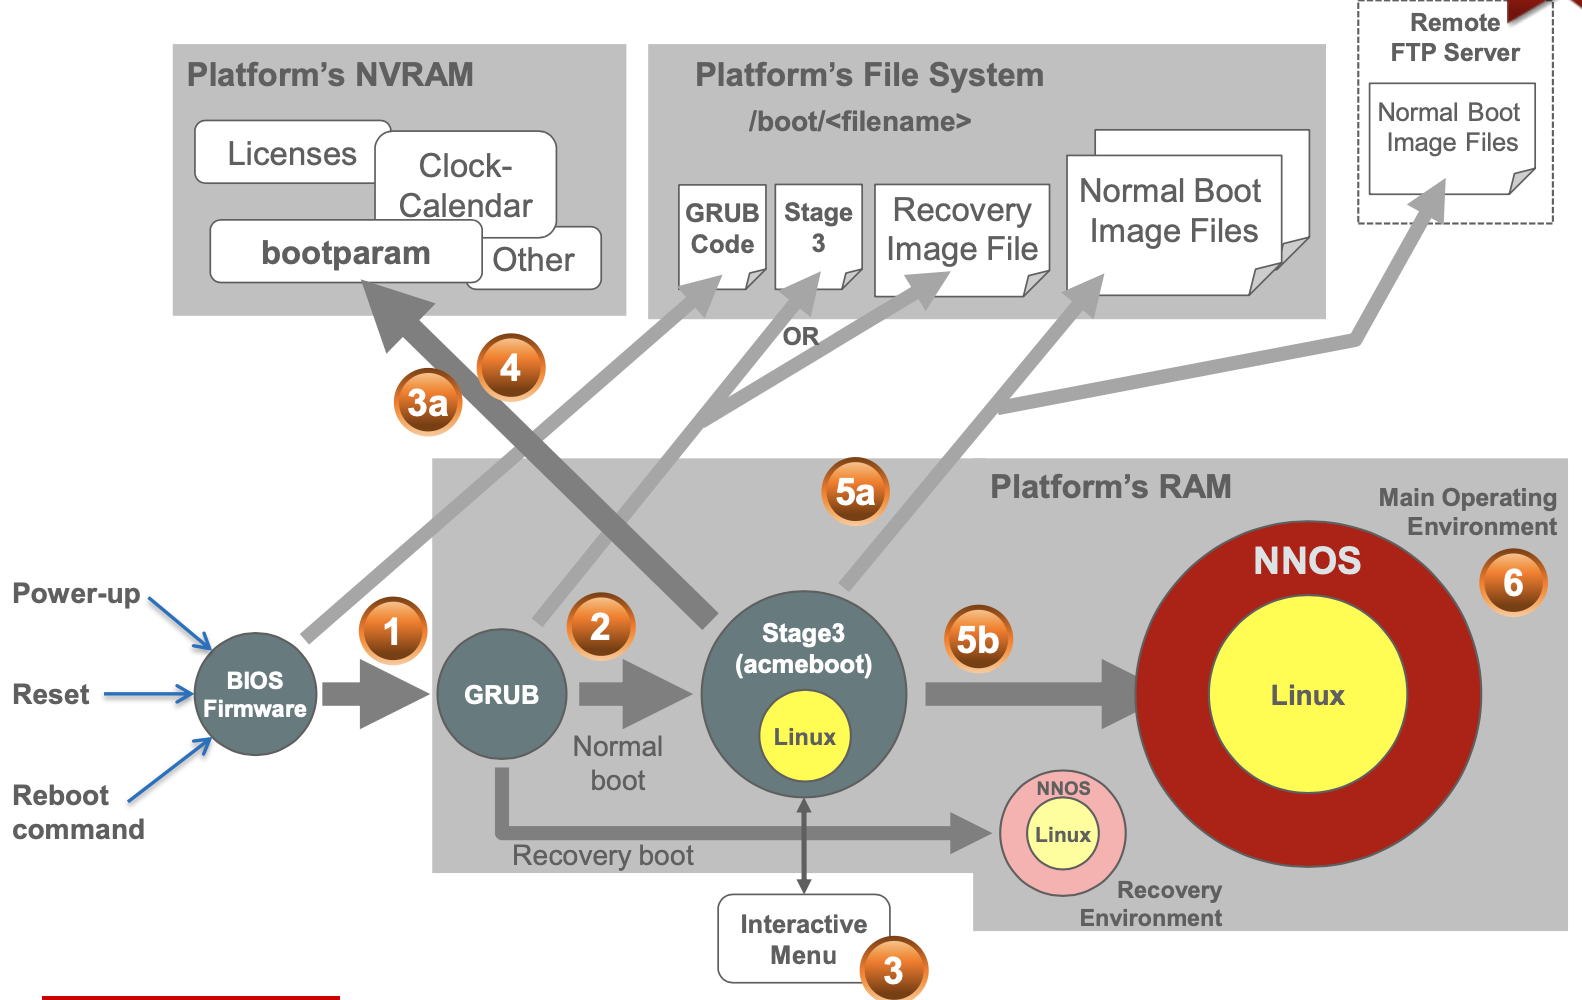 Remote
FTP Server
Normal Boot
Image Files
Platform's NVRAM
Licenses
Clock-
Calendar
bootparam
Other
Platform's File System
/boot/<filename>
GRUB
Code
Stage
3
Recovery
Image File
Normal Boot
Image Files
OR
4
3a
5a
Platform's RAM
Main Operating
Environment
6
NNOS
Linux
Power-up
Reset
Reboot
command
BIOS
Firmware
1
GRUB
2
Normal
boot
Stage3
(acmeboot)
Linux
5b
Recovery boot
NNOS
Linux
Recovery
Environment
Interactive
Menu
3